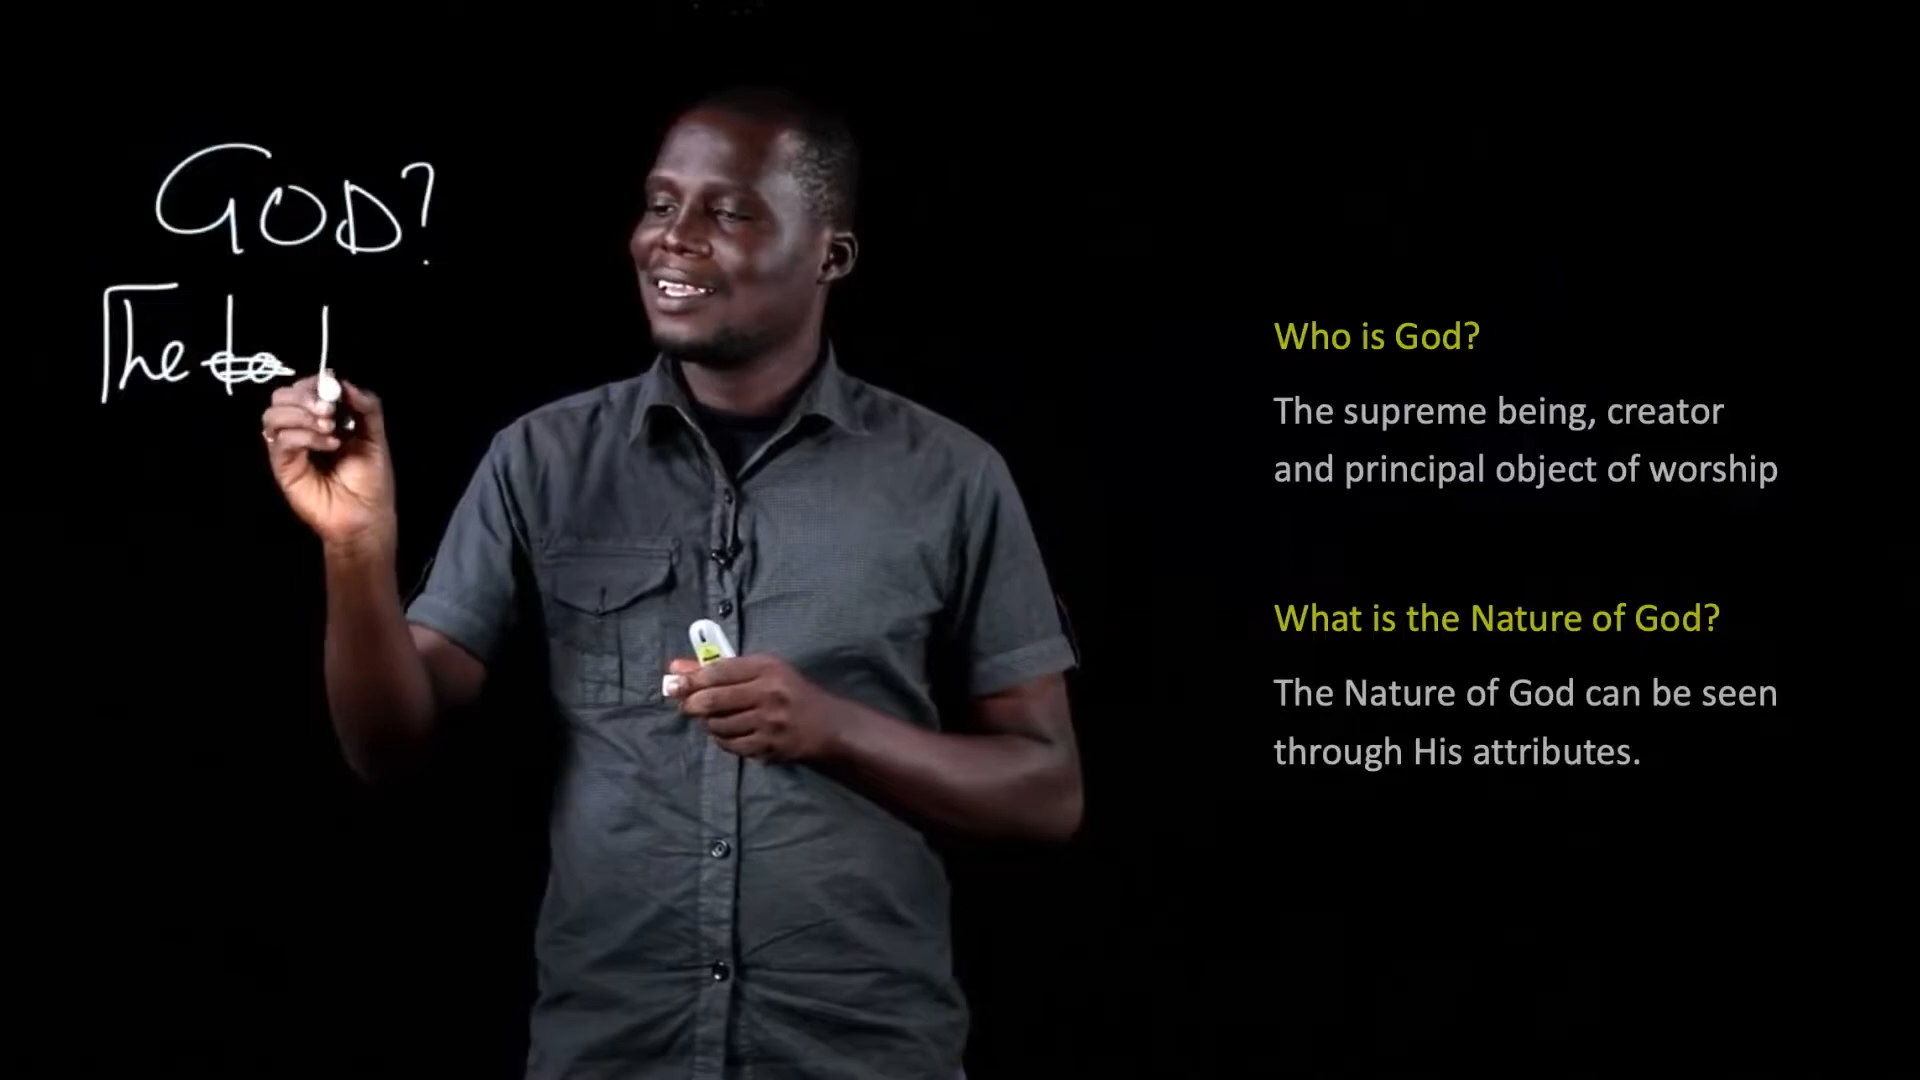 GOD?
The
Who is God?
The supreme being, creator
and principal object of worship
What is the Nature of God?
The Nature of God can be seen
through His attributes.